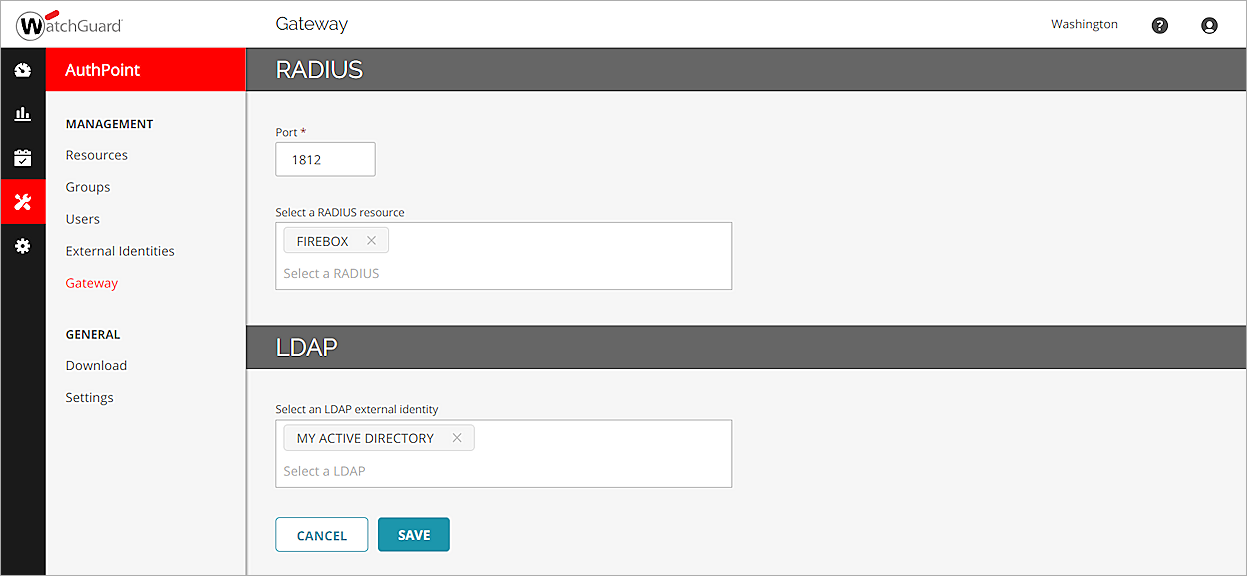 WatchGuard
Gateway
Washington
?
AuthPoint
MANAGEMENT
Resources
Groups
Users
External Identities
Gateway
GENERAL
Download
Settings
RADIUS
Port *
1812
Select a RADIUS resource
FIREBOX
Select a RADIUS
LDAP
Select an LDAP external identity
MY ACTIVE DIRECTORY
Select a LDAP
CANCEL
SAVE